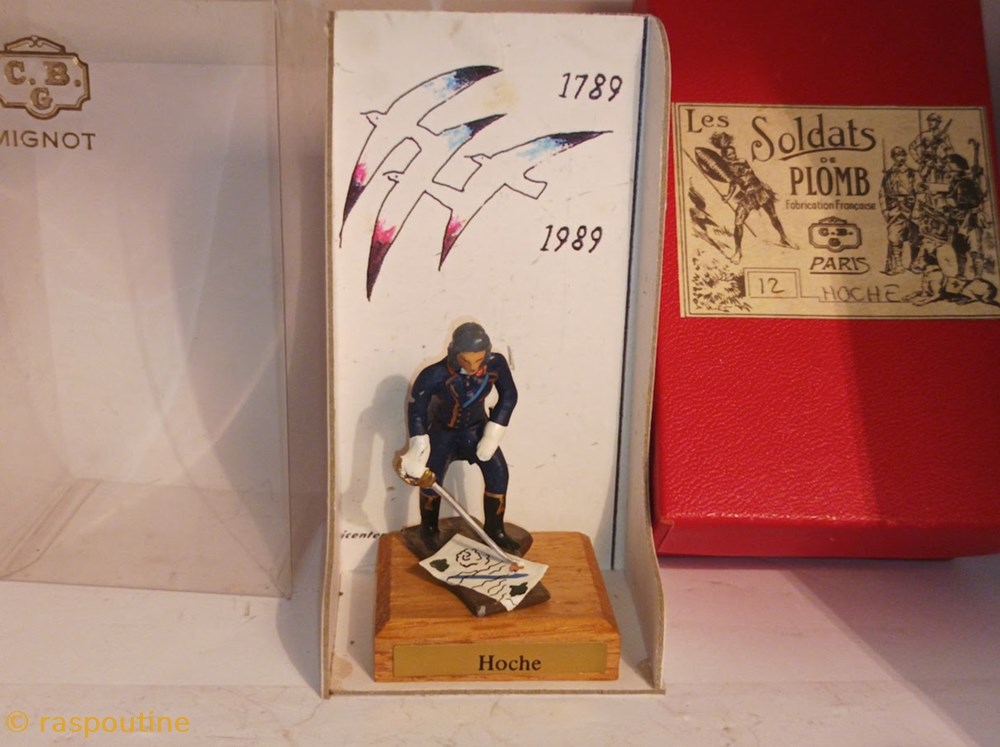 C. B.
G
MIGNOT
1789
1989
Les Soldats
DE
PLOMB
Fabrication Française
C.B.
G
PARIS
12 HOCHE
Hoche
© raspoutine